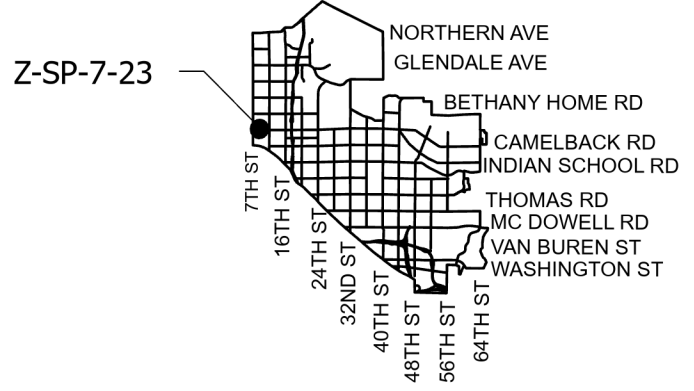 NORTHERN AVE
GLENDALE AVE
Z-SP-7-23
BETHANY HOME RD
CAMELBACK RD
INDIAN SCHOOL RD
THOMAS RD
MC DOWELL RD
VAN BUREN ST
WASHINGTON ST
7TH ST
16TH ST
24TH ST
32ND ST
40TH ST
48TH ST
56TH ST
64TH ST